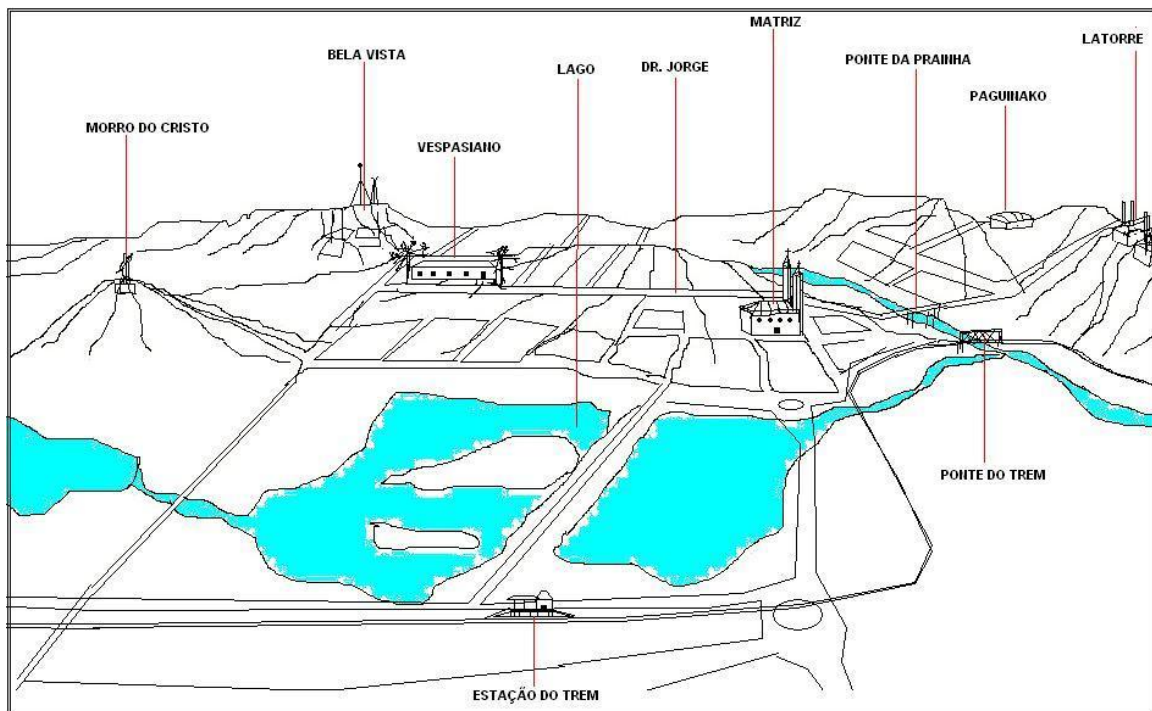 MATRIZ
LATORRE
BELA VISTA
LAGO
DR. JORGE
PONTE DA PRAINHA
PAGUINAKO
MORRO DO CRISTO
VESPASIANO
PONTE DO TREM
ESTAÇÃO DO TREM